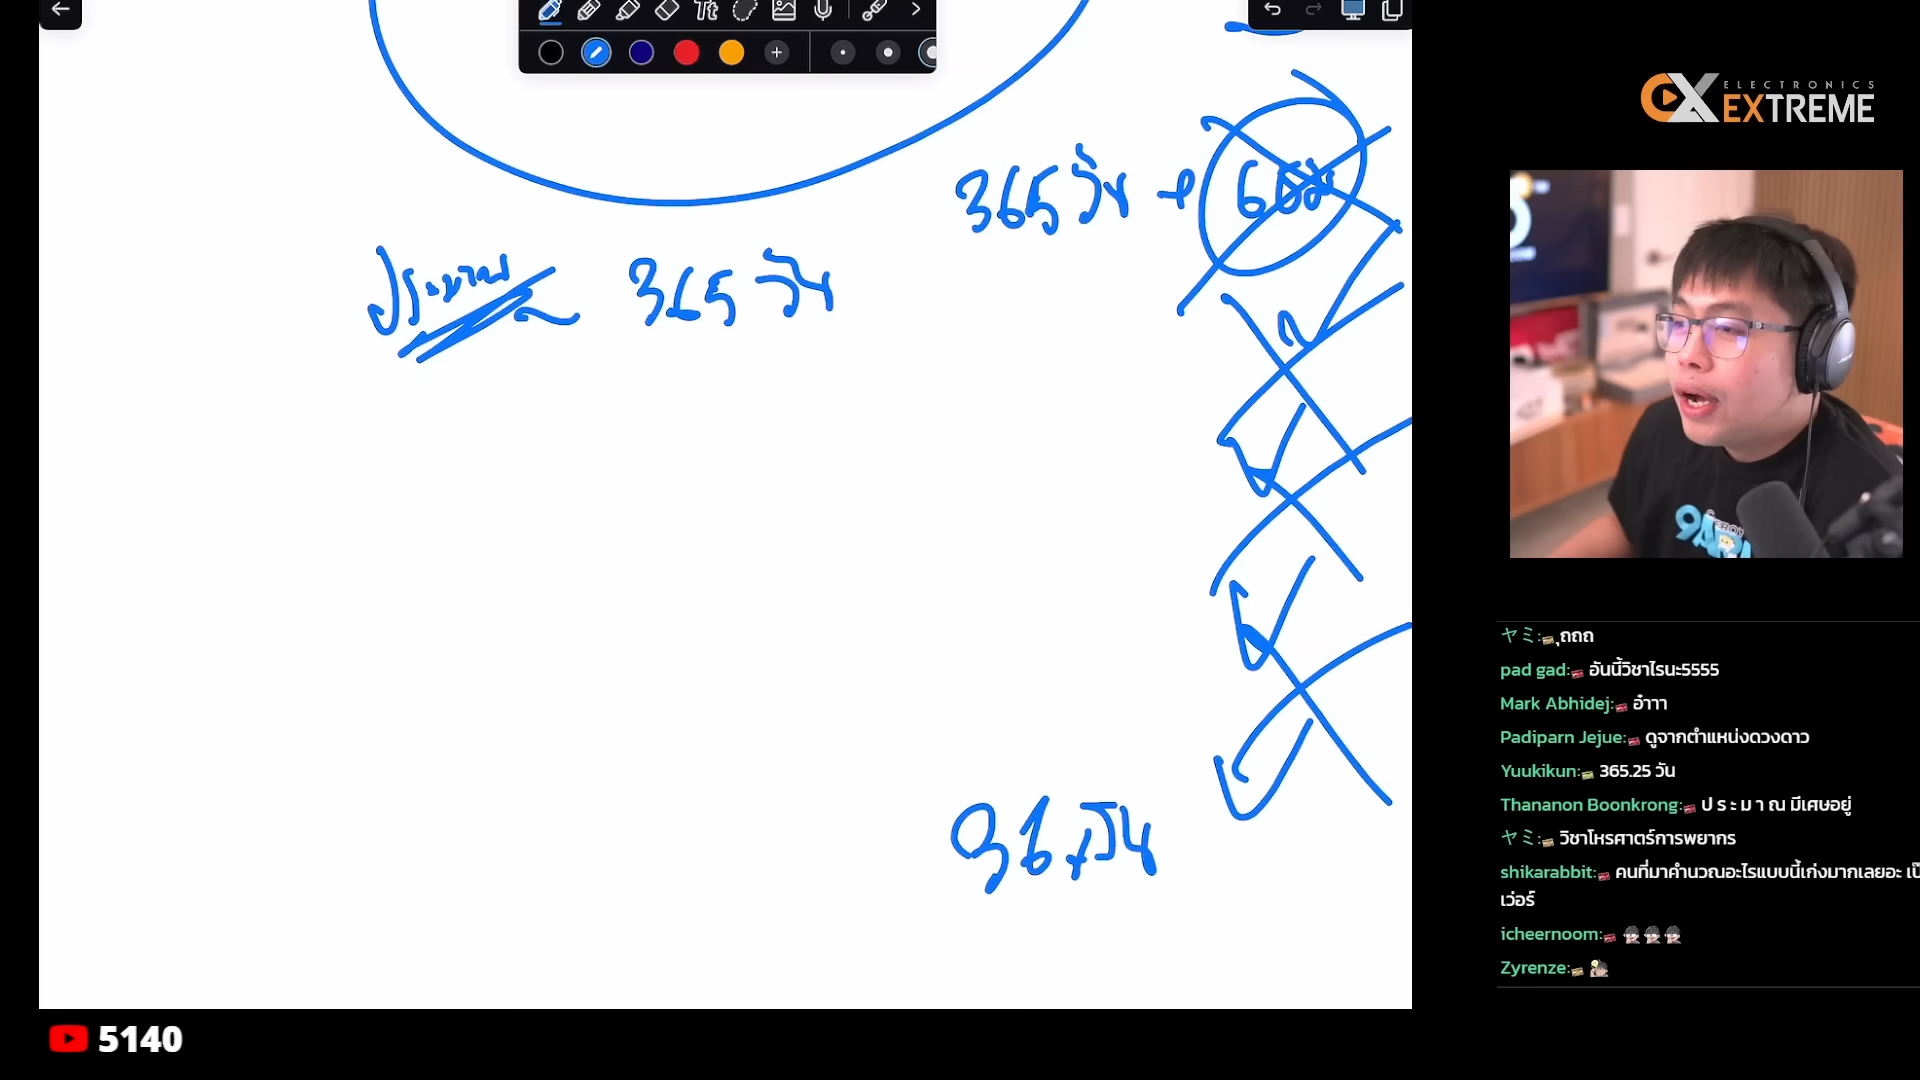 Tt
ELECTRONICS
EXTREME
365 วัน +
ประมาณ 365 วัน
ヤミ: ุถถถ
pad gad: อันนี้วิชาไรนะ5555
Mark Abhidej: อ๋าาา
Padiparn Jejue: ดูจากตำแหน่งดวงดาว
Yuukikun: 365.25 วัน
Thananon Boonkrong: ป ร ะ ม า ณ มีเศษอยู่
ヤミ: วิชาโหรศาตร์การพยากร
shikarabbit: คนที่มาคำนวณอะไรแบบนี้เก่งมากเลยอะ เป็
เว่อร์
icheernoom:
Zyrenze:
5140